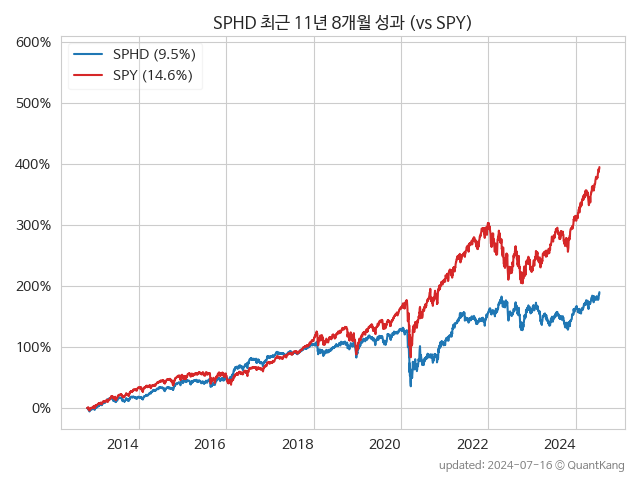 SPHD 최근 11년 8개월 성과 (vs SPY)
600%
SPHD (9.5%)
SPY (14.6%)
500%
400%
300%
200%
100%
0%
2014 2016 2018 2020 2022 2024
updated: 2024-07-16 © QuantKang